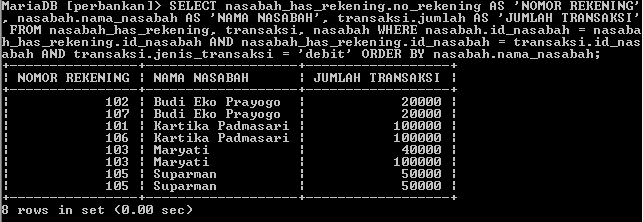 MariaDB [perbankan]> SELECT nasabah_has_rekening.no_rekening AS 'NOMOR REKENING'
, nasabah.nama_nasabah AS 'NAMA NASABAH', transaksi.jumlah AS 'JUMLAH TRANSAKSI'
 FROM nasabah_has_rekening, transaksi, nasabah WHERE nasabah.id_nasabah = nasaba
h_has_rekening.id_nasabah AND nasabah_has_rekening.id_nasabah = transaksi.id_nas
abah AND transaksi.jenis_transaksi = 'debit' ORDER BY nasabah.nama_nasabah;
+----------------+-------------------+------------------+
| NOMOR REKENING | NAMA NASABAH      | JUMLAH TRANSAKSI |
+----------------+-------------------+------------------+
|            102 | Budi Eko Prayogo  |            20000 |
|            107 | Budi Eko Prayogo  |            20000 |
|            101 | Kartika Padmasari |           100000 |
|            106 | Kartika Padmasari |           100000 |
|            103 | Maryati           |            40000 |
|            103 | Maryati           |           100000 |
|            105 | Suparman          |            50000 |
|            105 | Suparman          |            50000 |
+----------------+-------------------+------------------+
8 rows in set (0.00 sec)